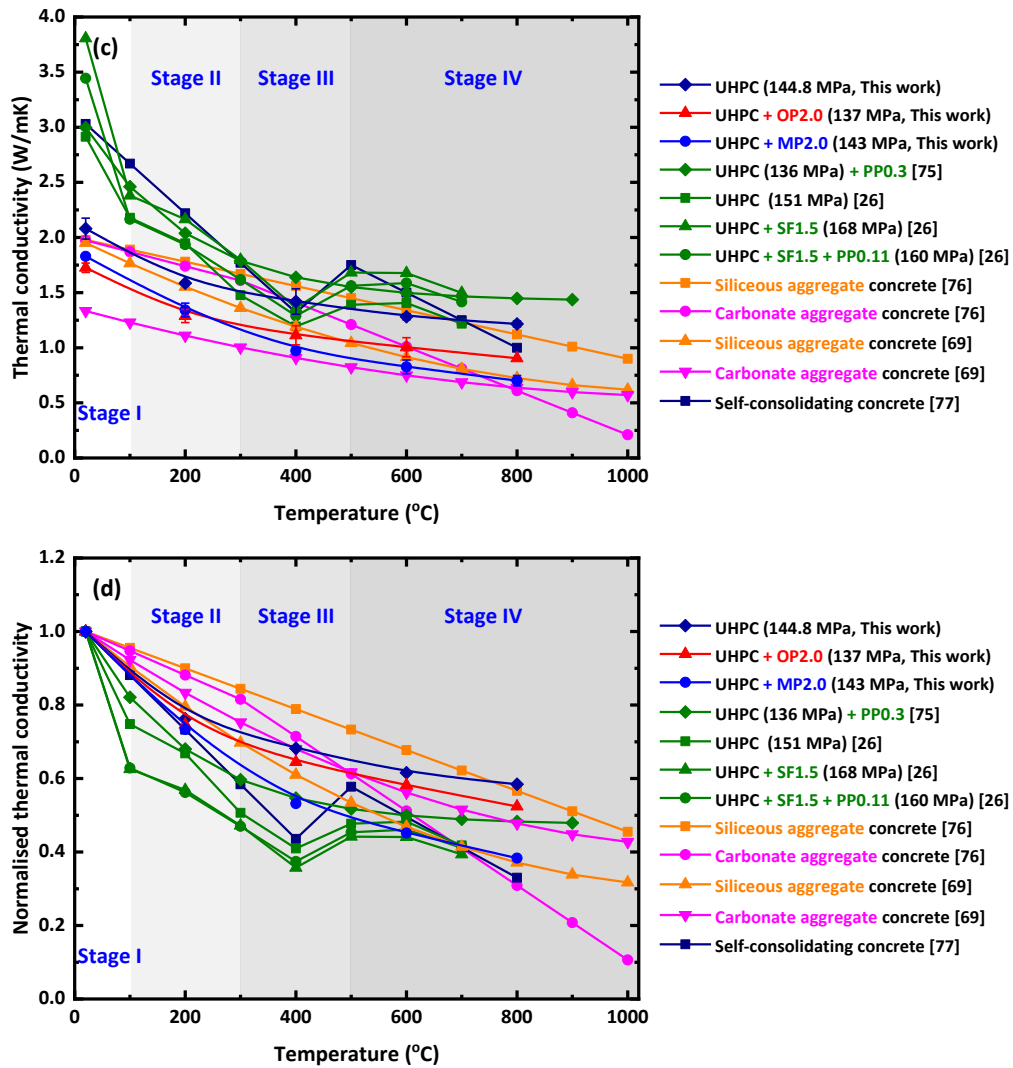 (c)
Stage I
Stage II
Stage III
Stage IV
Thermal conductivity (W/mK)
4.0
3.5
3.0
2.5
2.0
1.5
1.0
0.5
0.0
0
200
400
600
800
1000
Temperature (°C)
UHPC (144.8 MPa, This work)
UHPC + OP2.0 (137 MPa, This work)
UHPC + MP2.0 (143 MPa, This work)
UHPC (136 MPa) + PP0.3 [75]
UHPC (151 MPa) [26]
UHPC + SF1.5 (168 MPa) [26]
UHPC + SF1.5 + PP0.11 (160 MPa) [26]
Siliceous aggregate concrete [76]
Carbonate aggregate concrete [76]
Siliceous aggregate concrete [69]
Carbonate aggregate concrete [69]
Self-consolidating concrete [77]
(d)
Stage I
Stage II
Stage III
Stage IV
Normalised thermal conductivity
1.2
1.0
0.8
0.6
0.4
0.2
0.0
0
200
400
600
800
1000
Temperature (°C)
UHPC (144.8 MPa, This work)
UHPC + OP2.0 (137 MPa, This work)
UHPC + MP2.0 (143 MPa, This work)
UHPC (136 MPa) + PP0.3 [75]
UHPC (151 MPa) [26]
UHPC + SF1.5 (168 MPa) [26]
UHPC + SF1.5 + PP0.11 (160 MPa) [26]
Siliceous aggregate concrete [76]
Carbonate aggregate concrete [76]
Siliceous aggregate concrete [69]
Carbonate aggregate concrete [69]
Self-consolidating concrete [77]